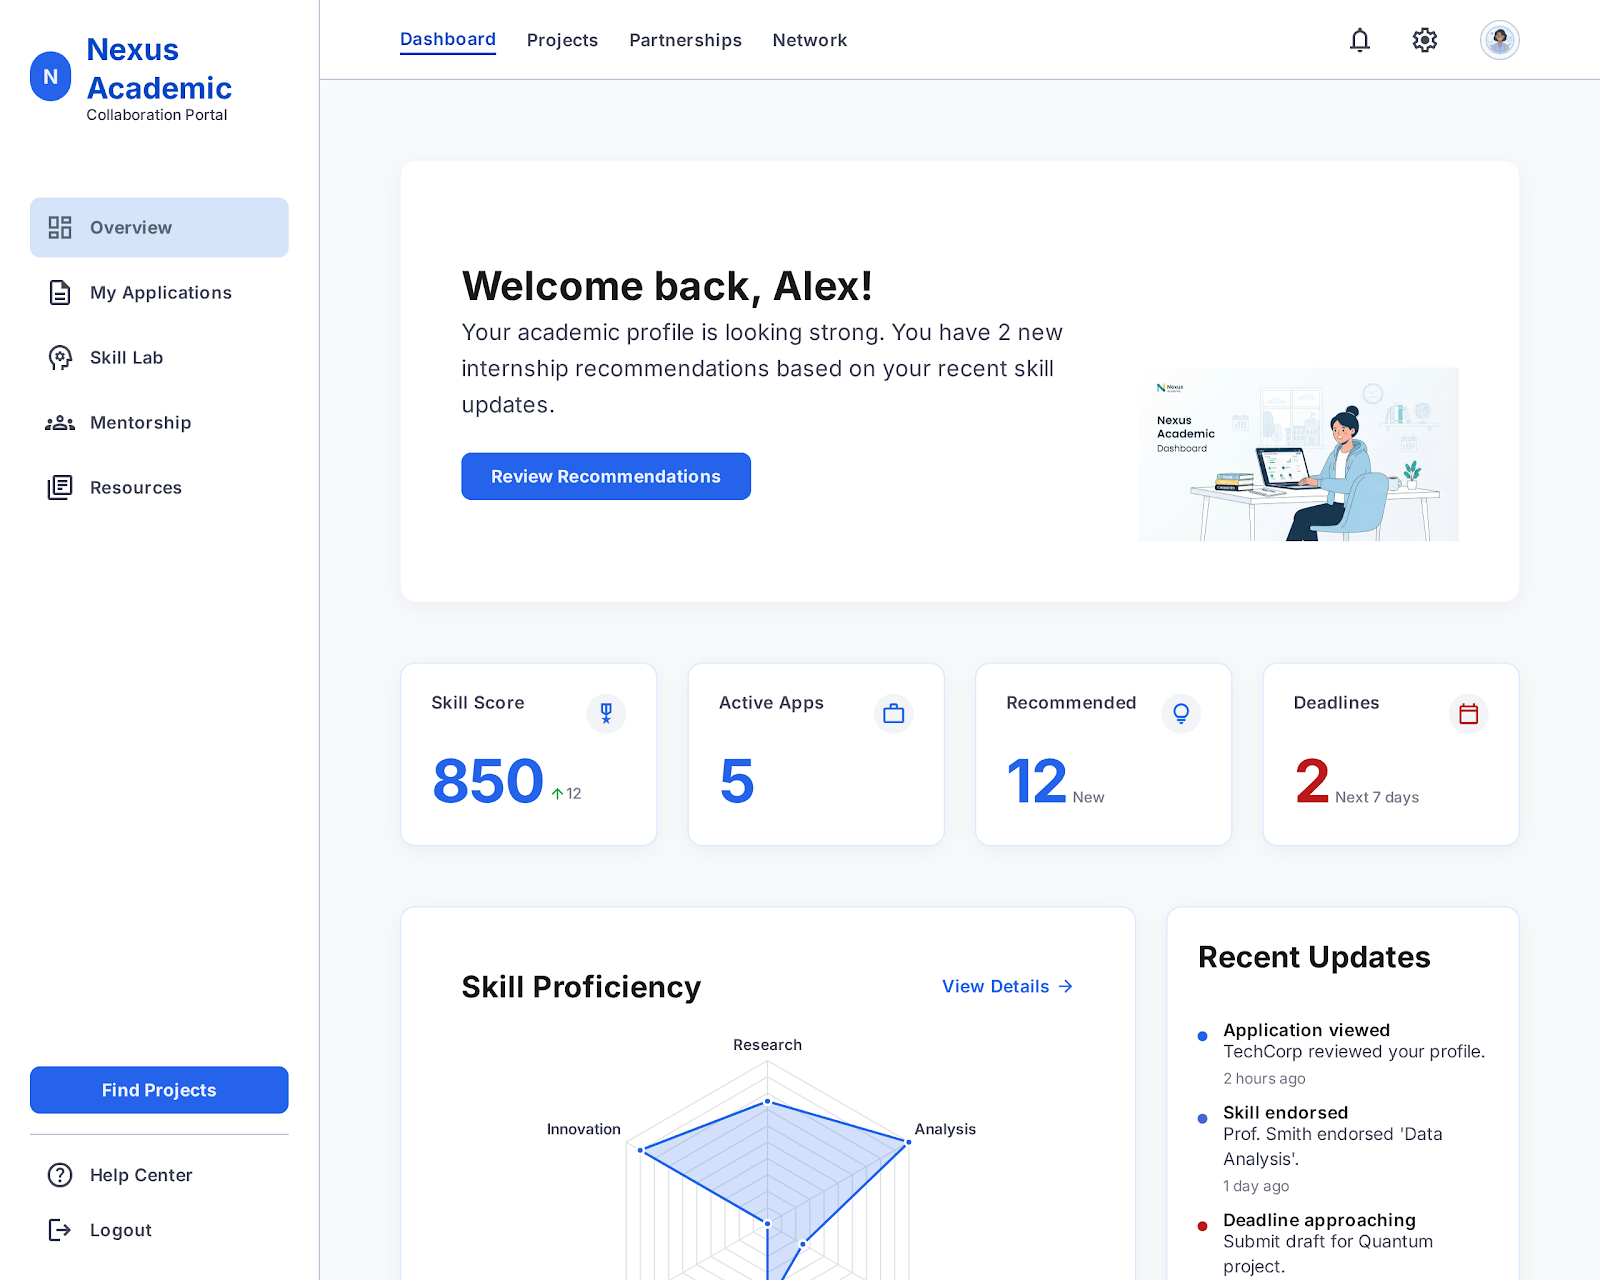 N
Nexus
Academic
Collaboration Portal
Overview
My Applications
Skill Lab
Mentorship
Resources
Find Projects
Help Center
Logout
Dashboard
Projects
Partnerships
Network
Welcome back, Alex!
Your academic profile is looking strong. You have 2 new
internship recommendations based on your recent skill
updates.
Review Recommendations
Nexus
Nexus
Academic
Dashboard
Skill Score
850
12
Active Apps
5
Recommended
12 New
Deadlines
2 Next 7 days
Skill Proficiency
View Details →
Research
Innovation
Analysis
Recent Updates
Application viewed
TechCorp reviewed your profile.
2 hours ago
Skill endorsed
Prof. Smith endorsed 'Data
Analysis'.
1 day ago
Deadline approaching
Submit draft for Quantum
project.